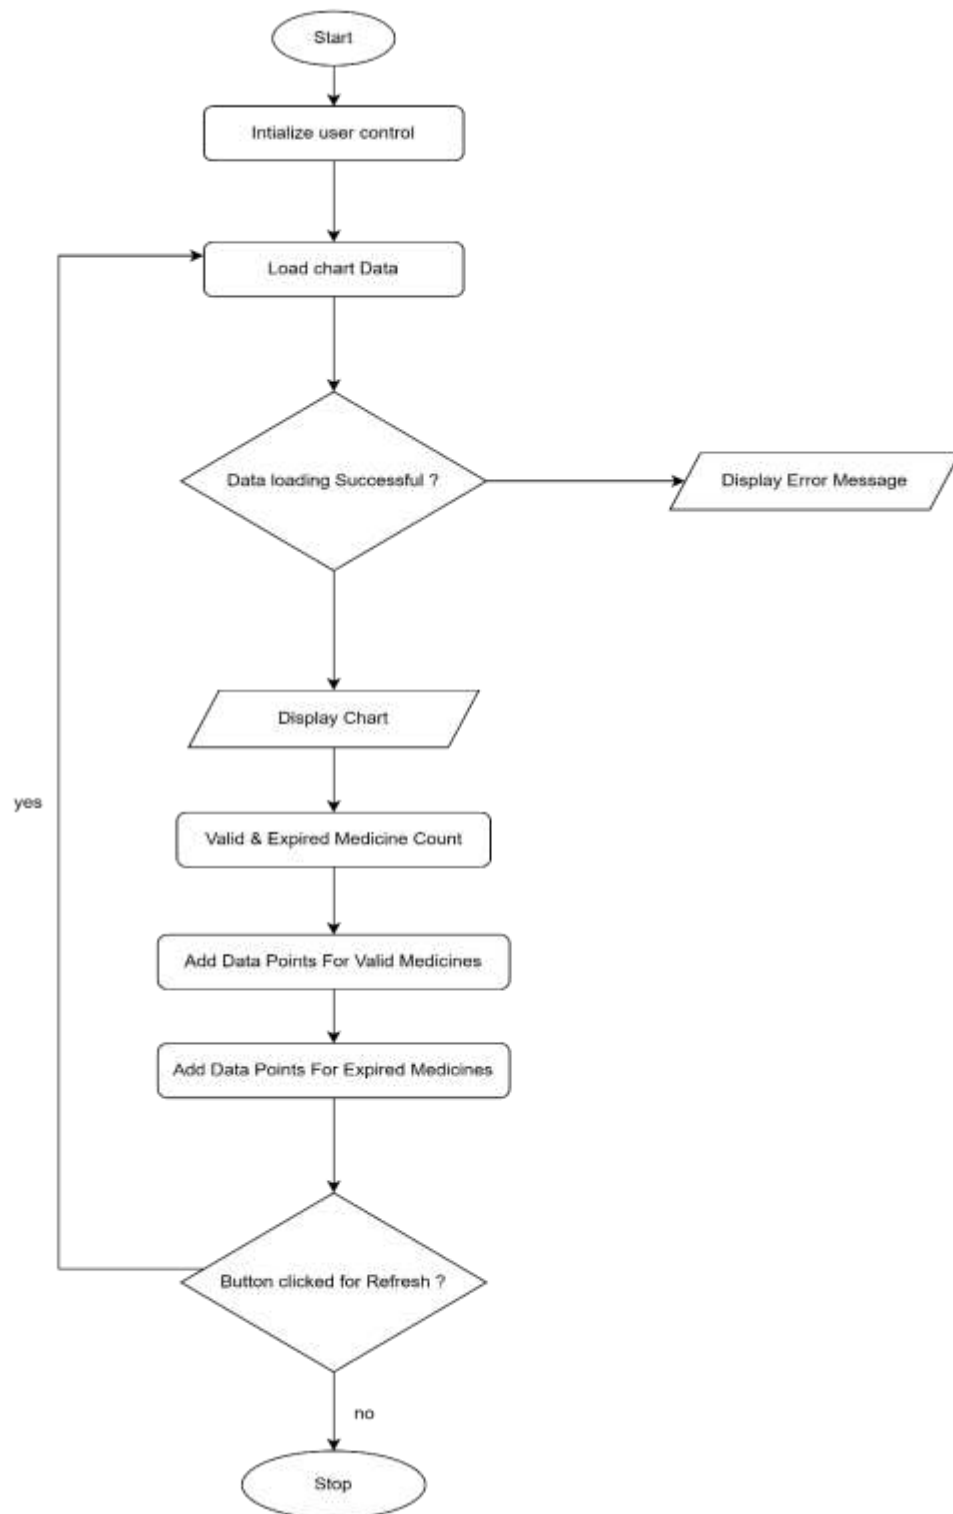 Start
Intialize user control
Load chart Data
Data loading Successful ?
Display Error Message
Display Chart
yes
Valid & Expired Medicine Count
Add Data Points For Valid Medicines
Add Data Points For Expired Medicines
Button clicked for Refresh ?
no
Stop